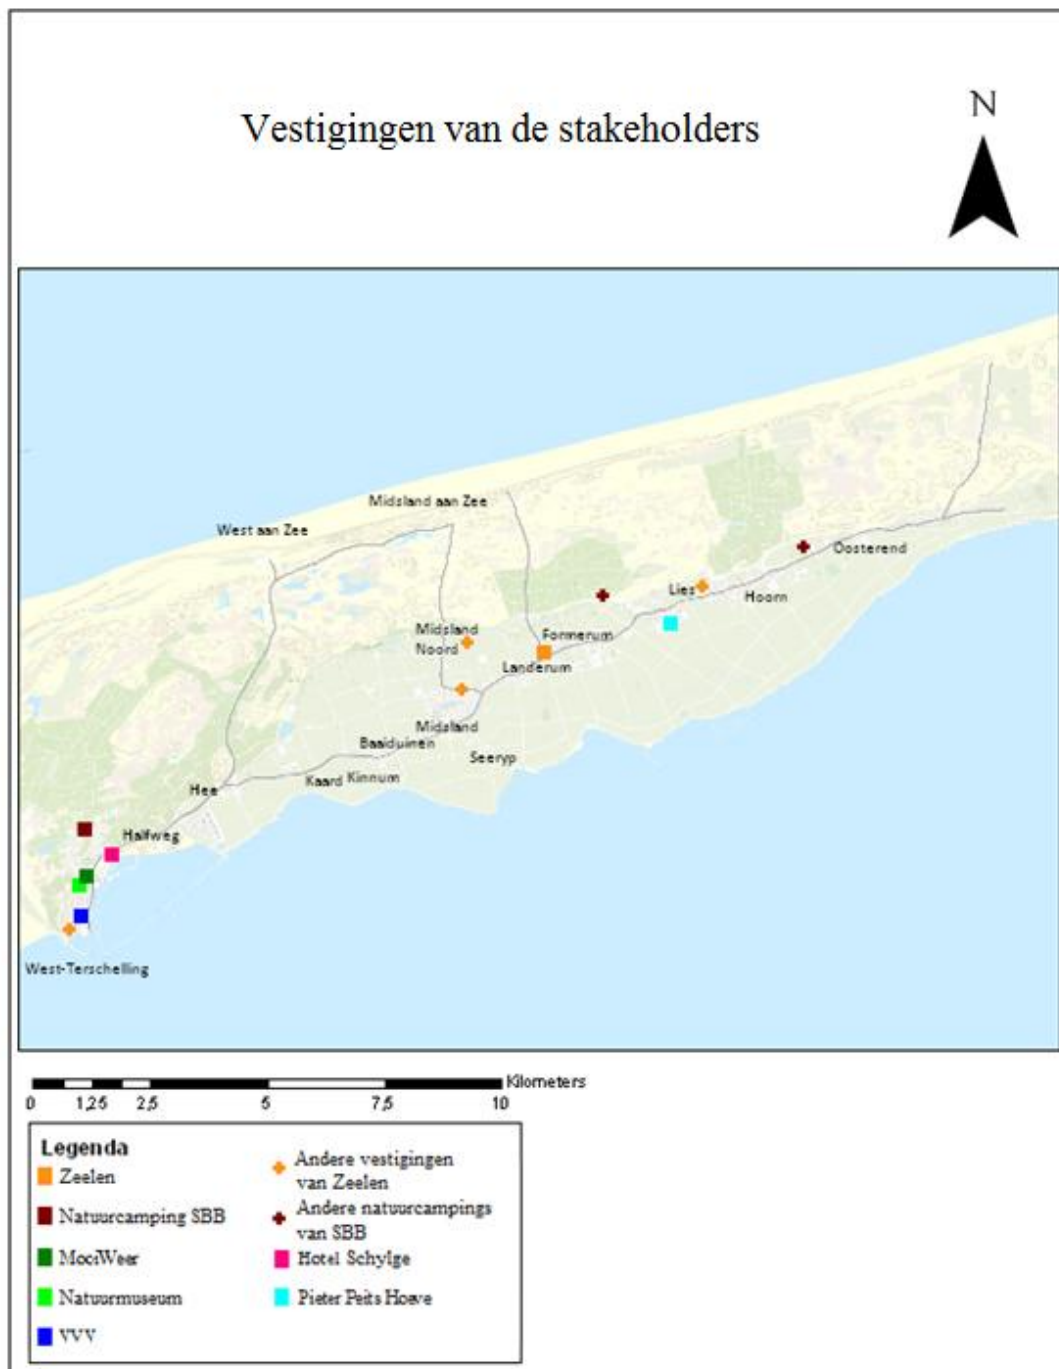 Vestigingen van de stakeholders
N
Midsland aan Zee
West aan Zee
Oosterend
Lies
Hoorn
Midsland
Noord
Formerum
Landerum
Midsland
Baaiduinen
Seeryp
Kaard Kinnum
Hee
Halfweg
West-Terschelling
Kilometers
0 1,25 2,5 5 7,5 10
Legenda
Zeelen
Natuurcamping SBB
MooiWeer
Natuurmuseum
VVV
Andere vestigingen
van Zeelen
Andere natuurcampings
van SBB
Hotel Schylge
Pieter Peits Hoeve